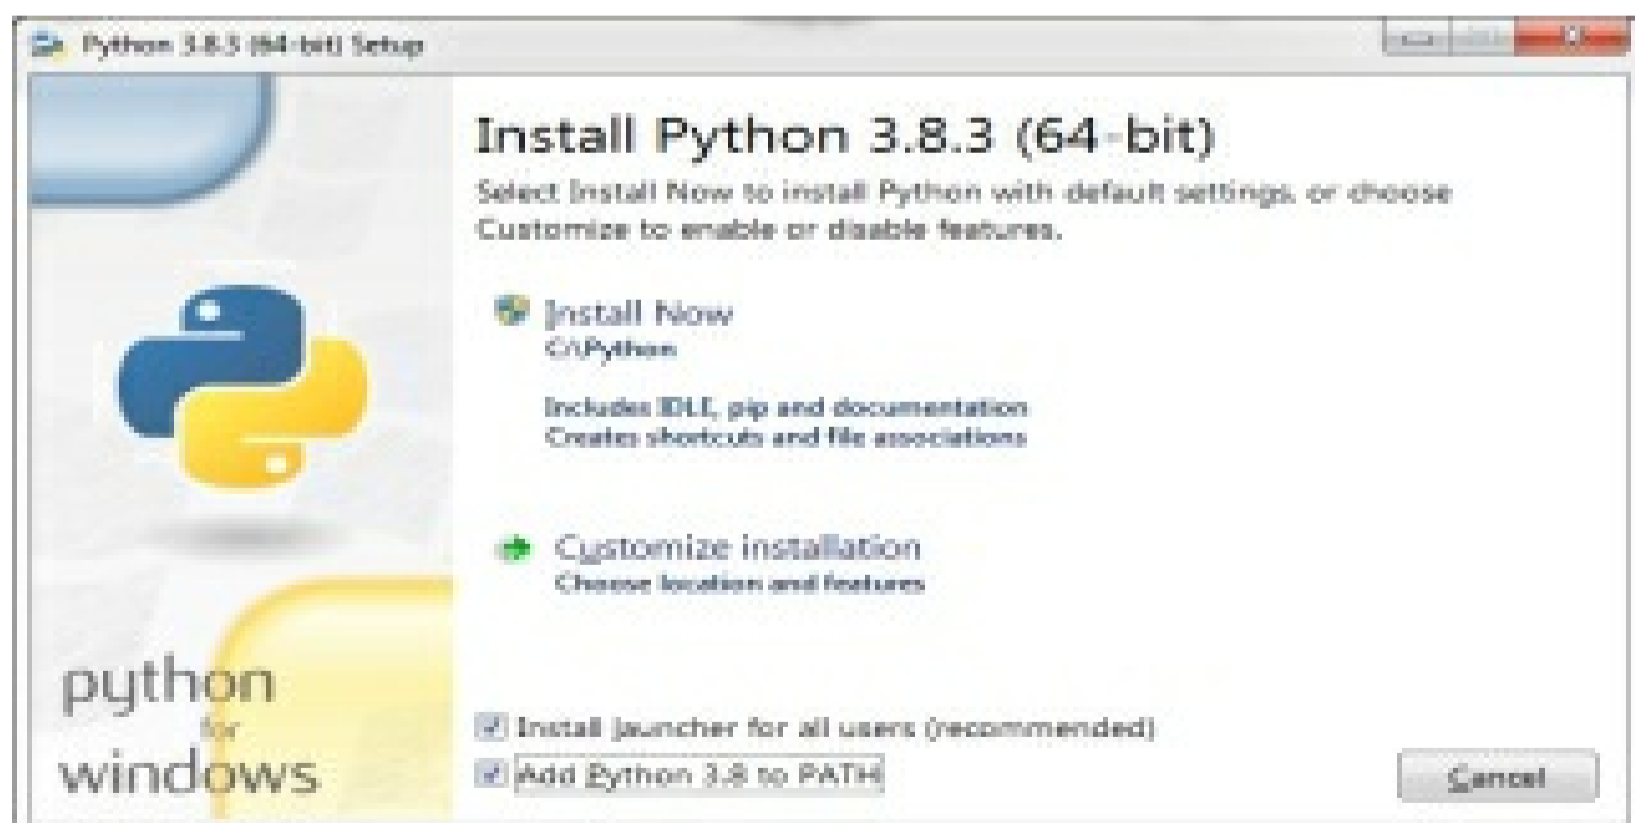 Python 3.8.3 (64-bit) Setup
Install Python 3.8.3 (64-bit)
Select Install Now to install Python with default settings, or choose
Customize to enable or disable features.
Install Now
C:\Python
Includes IDLE, pip and documentation
Creates shortcuts and file associations
Customize installation
Choose location and features
python
for
windows
Install launcher for all users (recommended)
Add Python 3.8 to PATH
Cancel